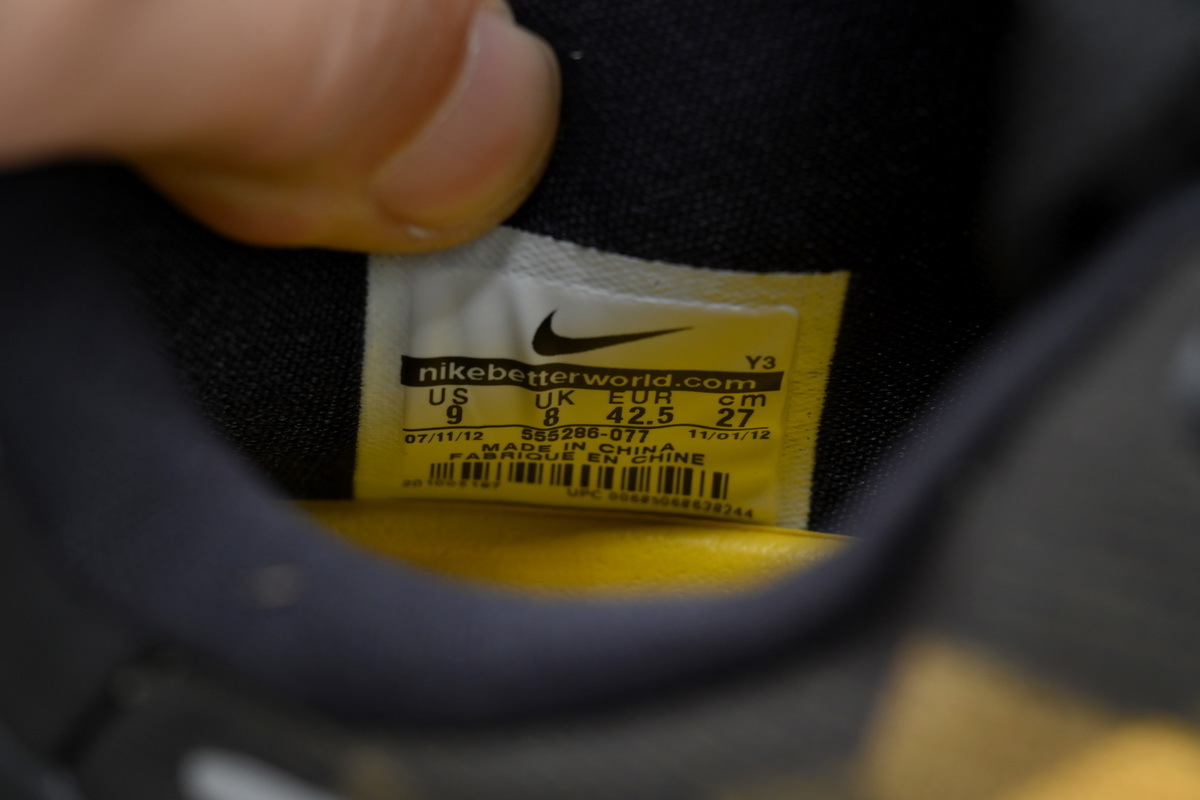 Y3
nikebetterworld.com
US UK EUR cm
9 8 42.5 27
07/11/12 555286-077 11/01/12
MADE IN CHINA
FABRIQUE EN CHINE
UPC